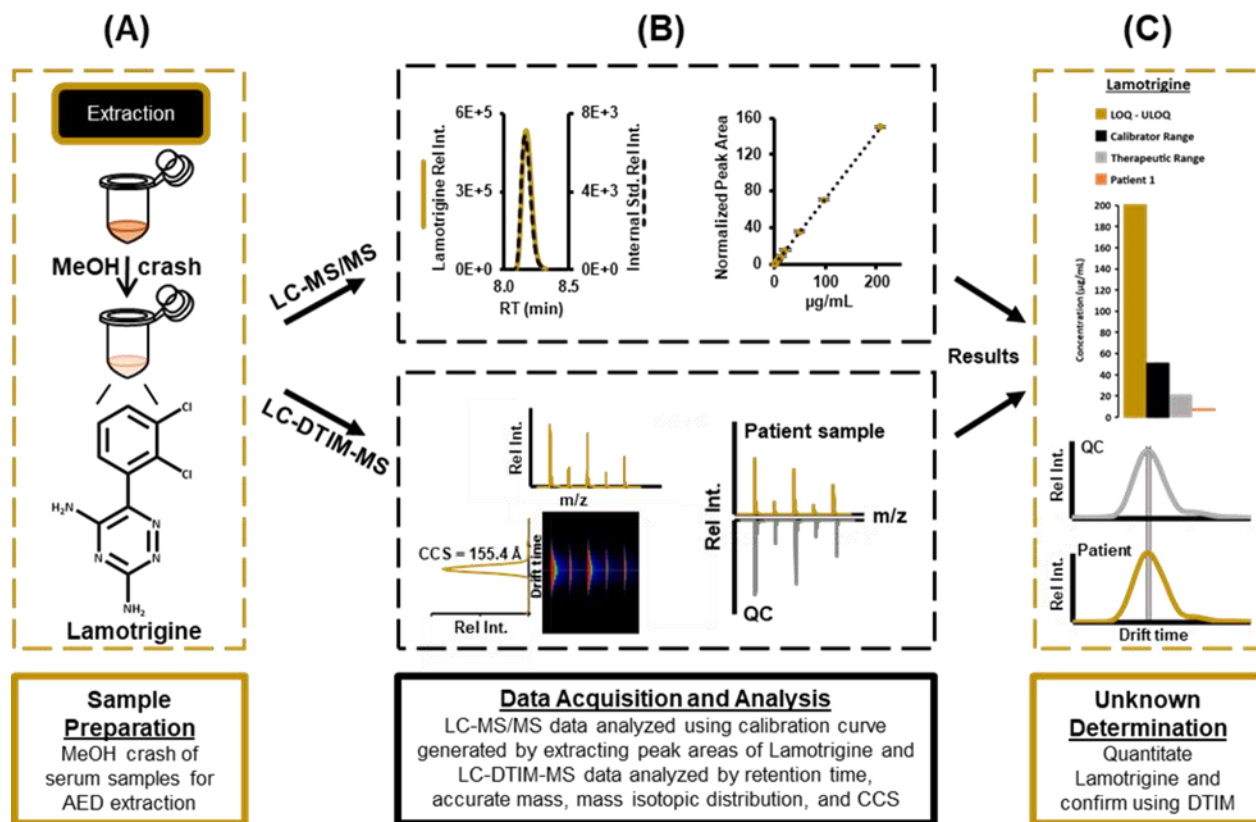 (A)
(B)
(C)
Extraction
MeOH crash
Cl
Cl
H₂N
N
N
N
NH₂
Lamotrigine
LC-MS/MS
LC-DTIM-MS
Lamotrigine Rel Int.
6E+5
3E+5
0E+0
8.0
8.5
RT (min)
8E+3
4E+3
0E+0
Internal Std. Rel Int.
Normalized Peak Area
160
120
80
40
0
0
100
200
µg/mL
Rel Int.
m/z
CCS = 155.4 Å
Drift time
Rel Int.
Patient sample
Rel Int.
m/z
QC
Results
Lamotrigine
LOQ - ULOQ
Calibrator Range
Therapeutic Range
Patient 1
Concentration (µg/mL)
200
180
160
140
120
100
80
60
40
20
0
Rel Int.
QC
Rel Int.
Patient
Drift time
Sample
Preparation
MeOH crash of
serum samples for
AED extraction
Data Acquisition and Analysis
LC-MS/MS data analyzed using calibration curve
generated by extracting peak areas of Lamotrigine and
LC-DTIM-MS data analyzed by retention time,
accurate mass, mass isotopic distribution, and CCS
Unknown
Determination
Quantitate
Lamotrigine and
confirm using DTIM